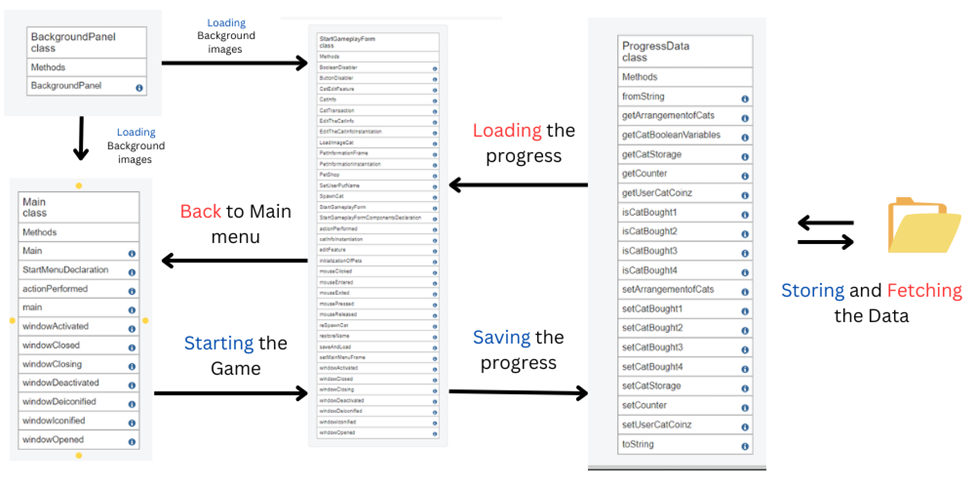 BackgroundPanel
class
Methods
BackgroundPanel
Loading
Background
images
Loading
Background
images
Main
class
Methods
Main
StartMenuDeclaration
actionPerformed
main
windowActivated
windowClosed
windowClosing
windowDeactivated
windowDeiconified
windowIconified
windowOpened
Back to Main
menu
Starting the
Game
StartGameplayForm
class
Methods
BooleanDisabler
ButtonDisabler
CatEditFeature
CatInfo
CatTransaction
EditTheCatInfo
EditTheCatInfoInstantiation
LoadImageCat
PetInformationFrame
PetInformationInstantiation
PetShop
SetUserPutName
SpawnCat
StartGameplayForm
StartGameplayFormComponentsDeclaration
actionPerformed
catInfoInstantiation
editFeature
initializationOfPets
mouseClicked
mouseEntered
mouseExited
mousePressed
mouseReleased
reSpawnCat
restoreName
saveAndLoad
setMainMenuFrame
windowActivated
windowClosed
windowClosing
windowDeactivated
windowDeiconified
windowIconified
windowOpened
Loading the
progress
Saving the
progress
ProgressData
class
Methods
fromString
getArrangementofCats
getCatBooleanVariables
getCatStorage
getCounter
getUserCatCoinz
isCatBought1
isCatBought2
isCatBought3
isCatBought4
setArrangementofCats
setCatBought1
setCatBought2
setCatBought3
setCatBought4
setCatStorage
setCounter
setUserCatCoinz
toString
Storing and Fetching
the Data